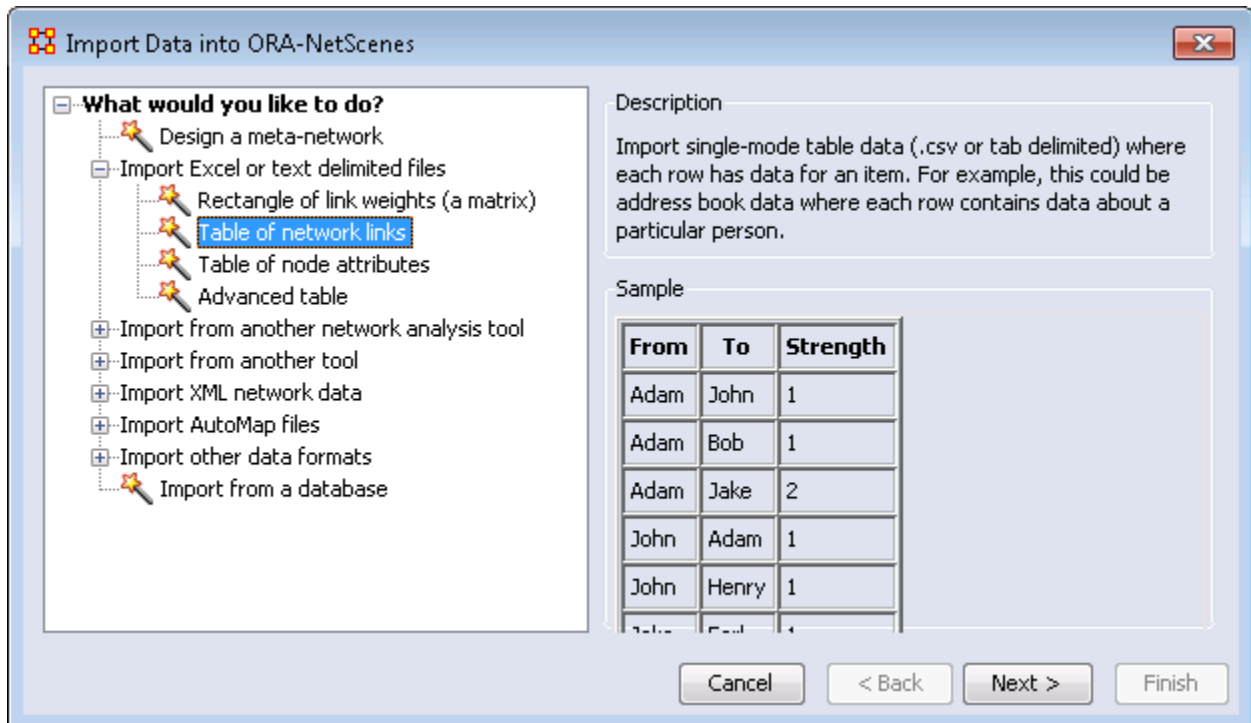 Import Data into ORA-NetScenes
What would you like to do?
Design a meta-network
Import Excel or text delimited files
Rectangle of link weights (a matrix)
Table of network links
Table of node attributes
Advanced table
Import from another network analysis tool
Import from another tool
Import XML network data
Import AutoMap files
Import other data formats
Import from a database
Description
Import single-mode table data (.csv or tab delimited) where
each row has data for an item. For example, this could be
address book data where each row contains data about a
particular person.
Sample
From To Strength
Adam John 1
Adam Bob 1
Adam Jake 2
John Adam 1
John Henry 1
Cancel
< Back
Next >
Finish